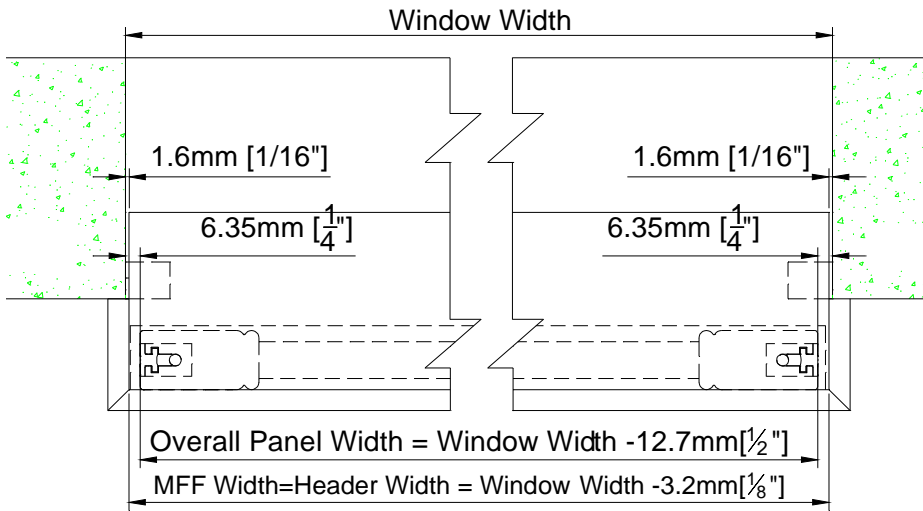 Window Width
1.6mm [1/16"] 1.6mm [1/16"]
6.35mm [1/4"] 6.35mm [1/4"]
Overall Panel Width = Window Width -12.7mm[1/2"]
MFF Width=Header Width = Window Width -3.2mm[1/8"]